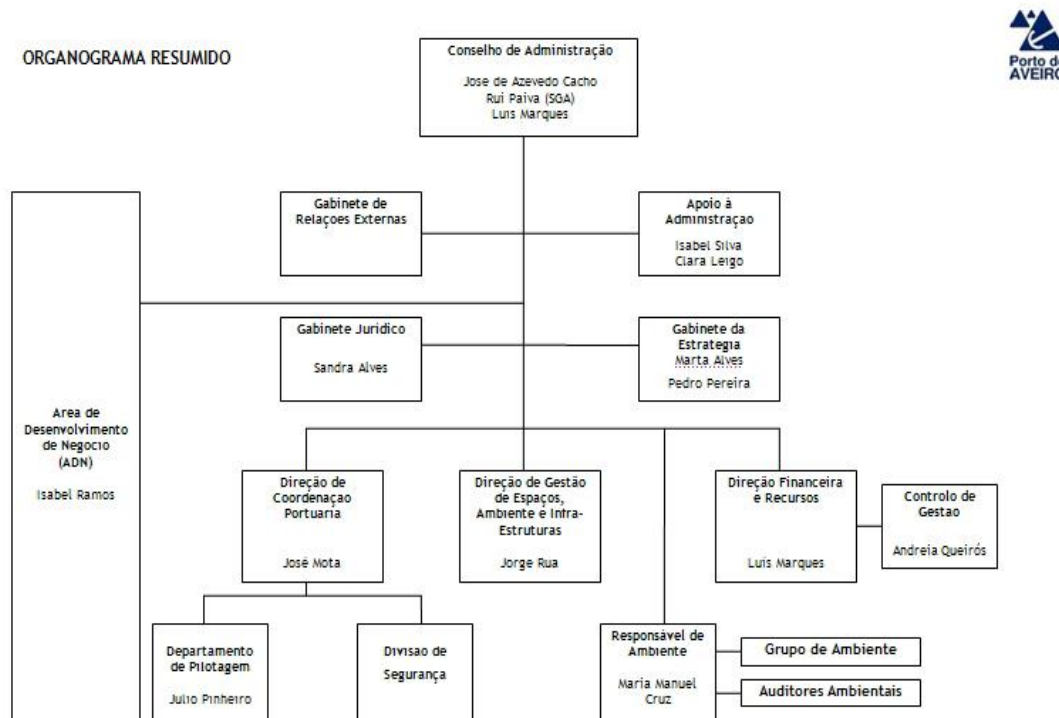 ORGANOGRAMA RESUMIDO
Porto de
AVEIRO
Conselho de Administração
Jose de Azevedo Cacho
Rui Paiva (SGA)
Luis Marques
Gabinete de
Relações Externas
Apoio à
Administraçao
Isabel Silva
Clara Leigo
Gabinete Juridico
Sandra Alves
Gabinete da
Estrategia
Marta Alves
Pedro Pereira
Area de
Desenvolvimento
de Negocio
(ADN)
Isabel Ramos
Direção de
Coordenaçao
Portuaria
José Mota
Direção de Gestão
de Espaços,
Ambiente e Infra-
Estruturas
Jorge Rua
Direção Financeira
e Recursos
Luis Marques
Controlo de
Gestao
Andreia Queirós
Departamento
de Pilotagem
Julio Pinheiro
Divisao de
Segurança
Responsável de
Ambiente
Maria Manuel
Cruz
Grupo de Ambiente
Auditores Ambientais